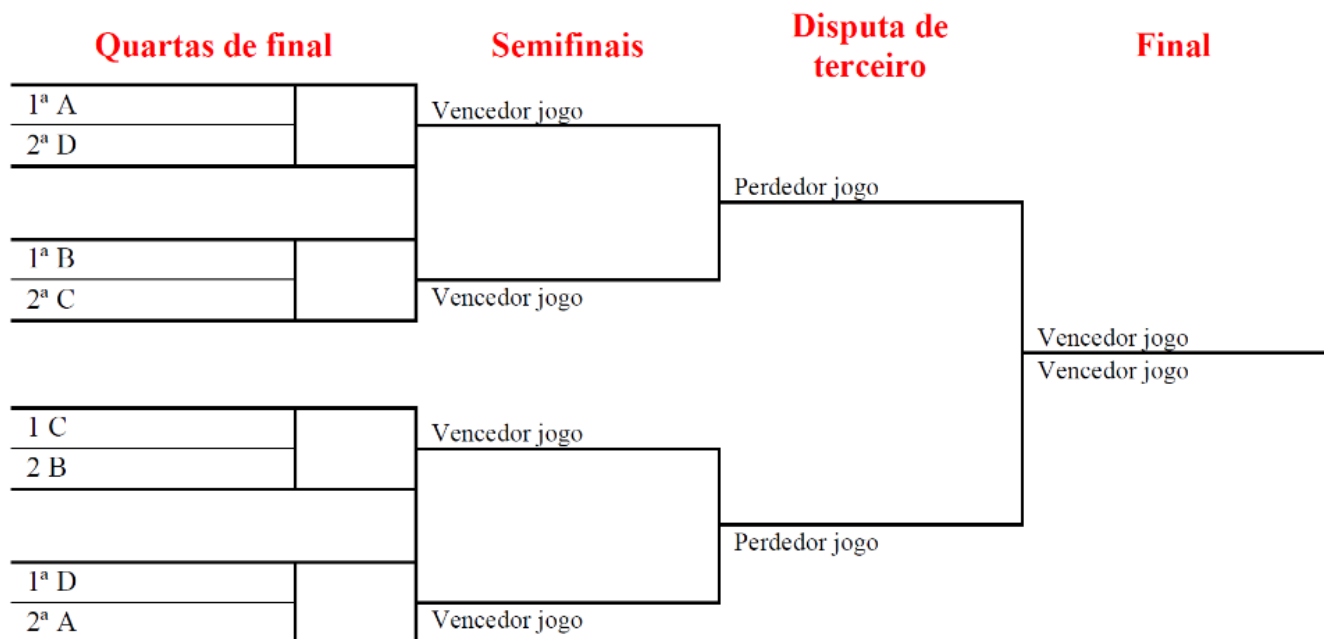 Quartas de final
Semifinais
Disputa de
terceiro
Final
1ª A
2ª D
1ª B
2ª C
1 C
2 B
1ª D
2ª A
Vencedor jogo
Vencedor jogo
Vencedor jogo
Vencedor jogo
Perdedor jogo
Perdedor jogo
Vencedor jogo
Vencedor jogo